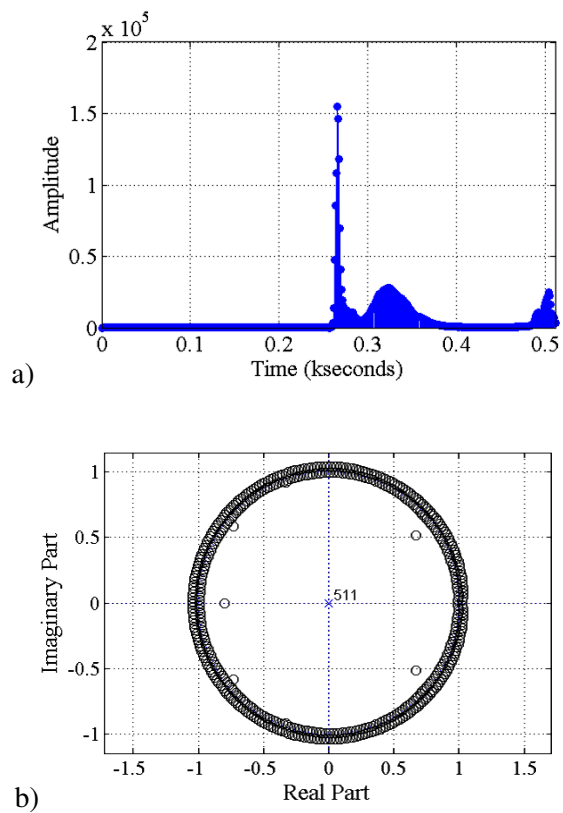 2 x 10^5
1.5
1
0.5
0
Amplitude
0 0.1 0.2 0.3 0.4 0.5
Time (kseconds)
a)
1
0.5
0
-0.5
-1
Imaginary Part
511
-1.5 -1 -0.5 0 0.5 1 1.5
Real Part
b)